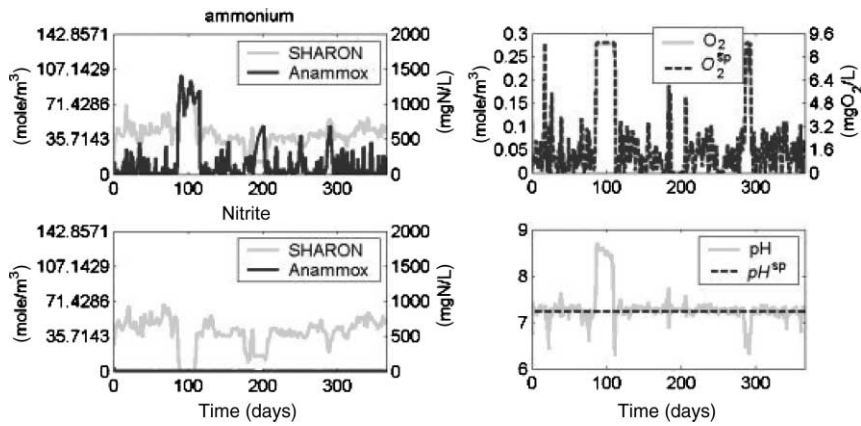 ammonium
142.8571
107.1429
71.4286
35.7143
0
(mole/m³)
2000
1500
1000
500
0
(mgN/L)
SHARON
Anammox
0 100 200 300
0.3
0.25
0.2
0.15
0.1
0.05
0
(mole/m³)
9.6
8
6.4
4.8
3.2
1.6
0
(mgO₂/L)
O₂
O₂ˢᵖ
0 100 200 300
Nitrite
142.8571
107.1429
71.4286
35.7143
0
(mole/m³)
2000
1500
1000
500
0
(mgN/L)
SHARON
Anammox
0 100 200 300
Time (days)
9
8
7
6
pH
pHˢᵖ
0 100 200 300
Time (days)